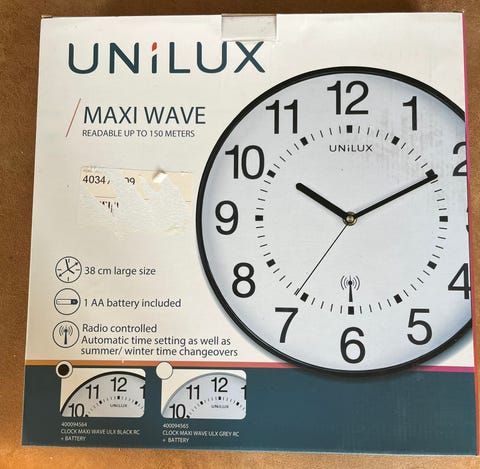 UNiLUX
MAXI WAVE
READABLE UP TO 150 METERS
12
11
1
10
2
9
8
4
7
5
6
UNiLUX
38 cm large size
1 AA battery included
Radio controlled
Automatic time setting as well as
summer/ winter time changeovers
11 12 1
10
UNiLUX
11 12 1
10
UNiLUX
400094564
CLOCK MAXI WAVE ULX BLACK RC
+ BATTERY
400094565
CLOCK MAXI WAVE ULX GREY RC
+ BATTERY